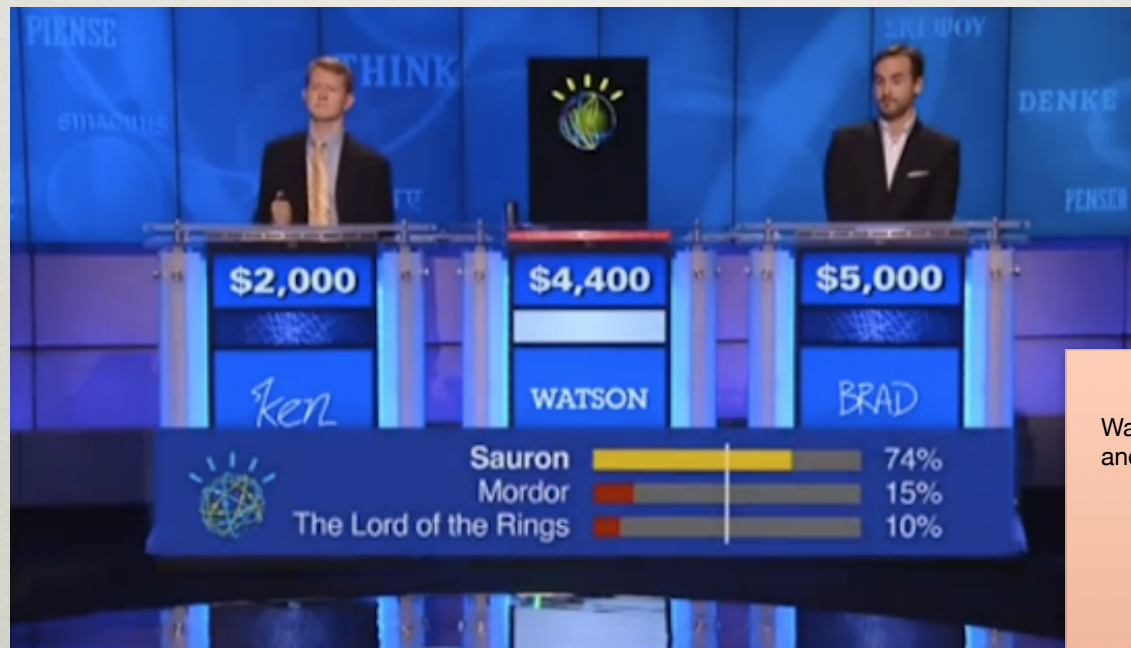 PIENSE
THINK
ΣΚΕΨΟΥ
DENKE
PENSER
$2,000
$4,400
$5,000
Ken
WATSON
BRAD
Sauron 74%
Mordor 15%
The Lord of the Rings 10%